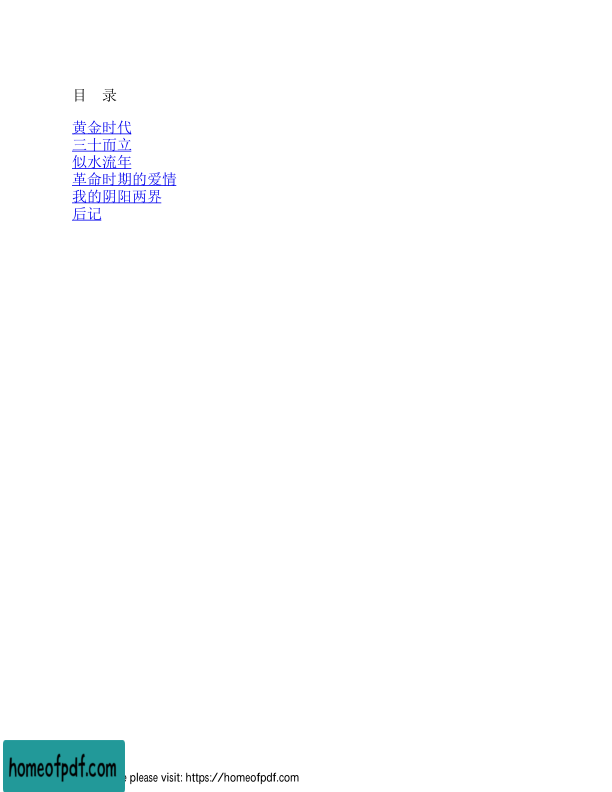 目 录
黄金时代
三十而立
似水流年
革命时期的爱情
我的阴阳两界
后记
homeofpdf.com
please visit: https://homeofpdf.com